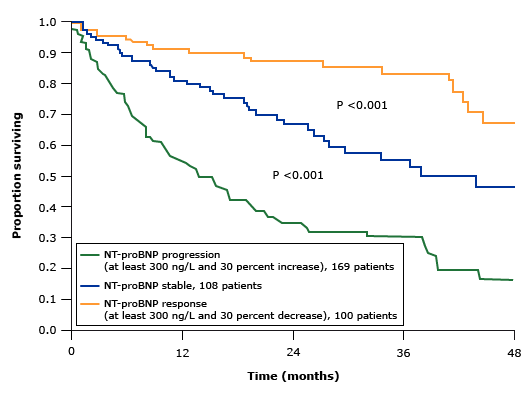 1.0
0.9
0.8
0.7
0.6
0.5
0.4
0.3
0.2
0.1
0.0
Proportion surviving
P <0.001
P <0.001
NT-proBNP progression
(at least 300 ng/L and 30 percent increase), 169 patients
NT-proBNP stable, 108 patients
NT-proBNP response
(at least 300 ng/L and 30 percent decrease), 100 patients
0 12 24 36 48
Time (months)